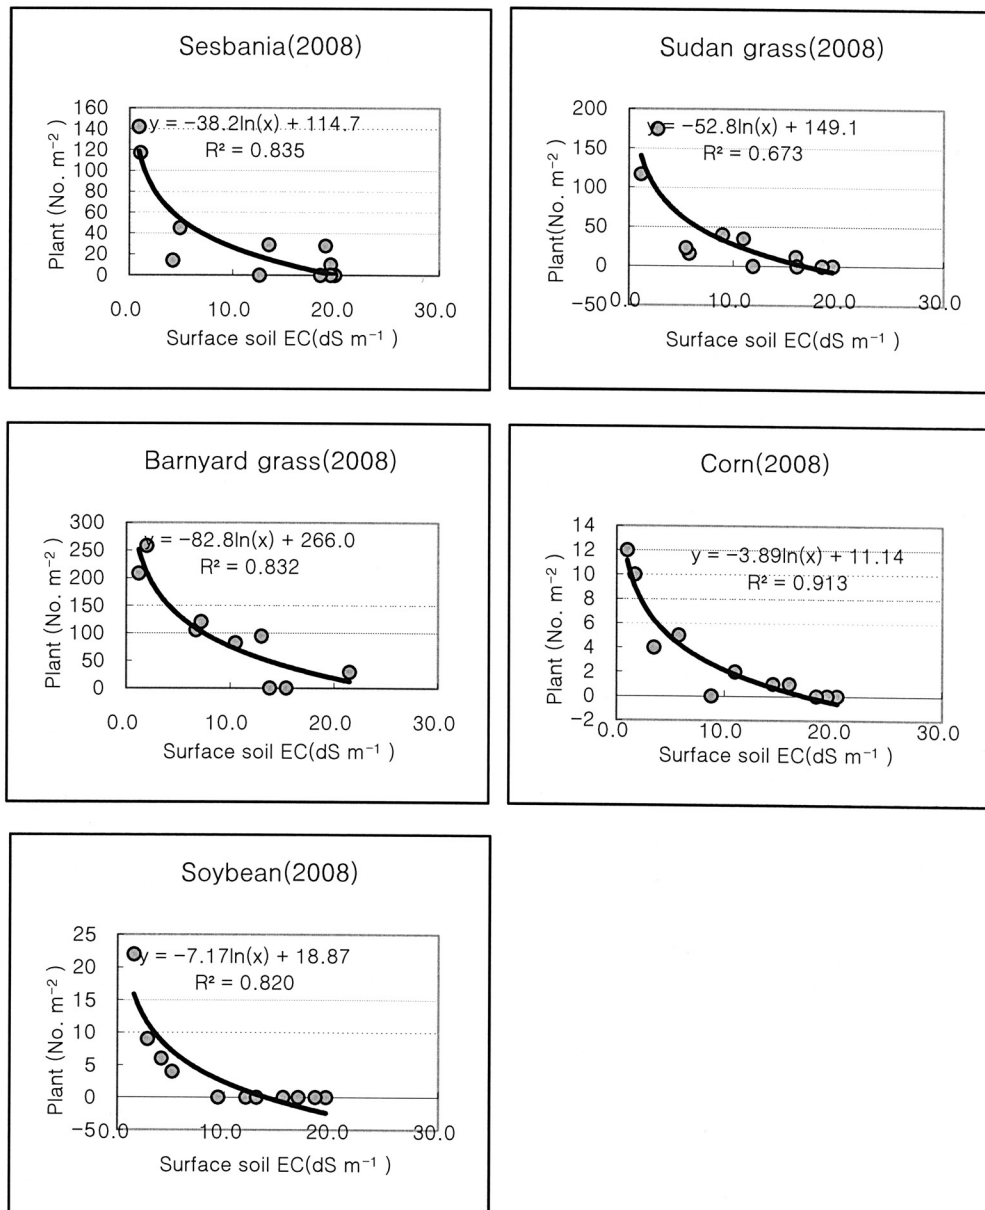 Sesbania(2008)
y = −38.2ln(x) + 114.7
R² = 0.835
Plant (No. m⁻²)
160
140
120
100
80
60
40
20
0
0.0 10.0 20.0 30.0
Surface soil EC(dS m⁻¹ )
Sudan grass(2008)
y = −52.8ln(x) + 149.1
R² = 0.673
Plant(No. m⁻²)
200
150
100
50
0
−50
0.0 10.0 20.0 30.0
Surface soil EC(dS m⁻¹ )
Barnyard grass(2008)
y = −82.8ln(x) + 266.0
R² = 0.832
Plant (No. m⁻²)
300
250
200
150
100
50
0
0.0 10.0 20.0 30.0
Surface soil EC(dS m⁻¹ )
Corn(2008)
y = −3.89ln(x) + 11.14
R² = 0.913
Plant (No. m⁻²)
14
12
10
8
6
4
2
0
−2
0.0 10.0 20.0 30.0
Surface soil EC(dS m⁻¹ )
Soybean(2008)
y = −7.17ln(x) + 18.87
R² = 0.820
Plant (No. m⁻²)
25
20
15
10
5
0
−5
0.0 10.0 20.0 30.0
Surface soil EC(dS m⁻¹ )